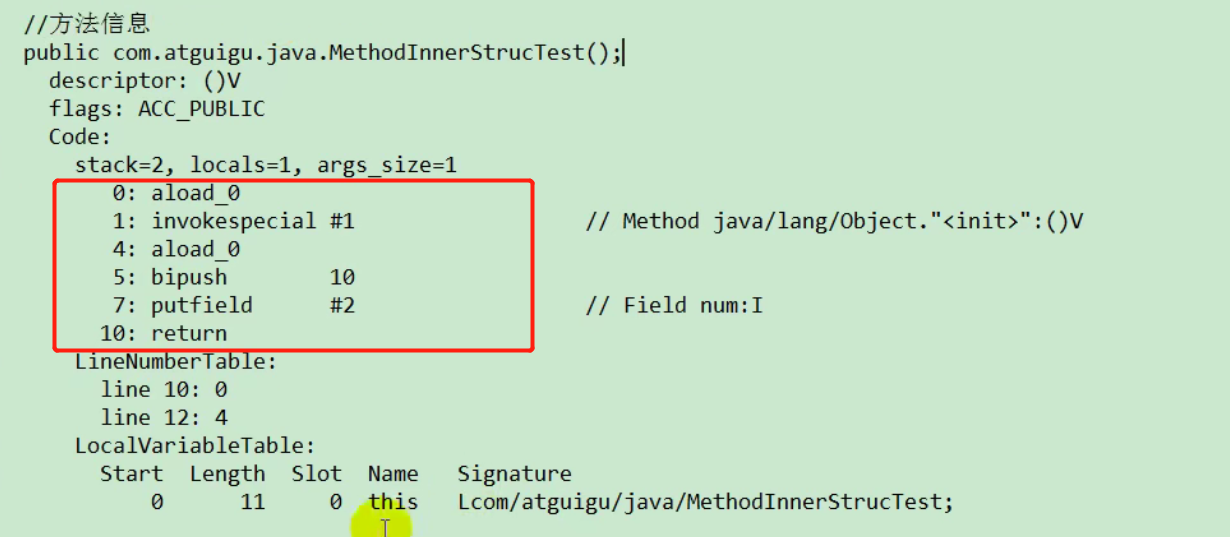 //方法信息
public com.atguigu.java.MethodInnerStrucTest();
descriptor: ()V
flags: ACC_PUBLIC
Code:
stack=2, locals=1, args_size=1
0: aload_0
1: invokespecial #1 // Method java/lang/Object."<init>":()V
4: aload_0
5: bipush 10
7: putfield #2 // Field num:I
10: return
LineNumberTable:
line 10: 0
line 12: 4
LocalVariableTable:
Start Length Slot Name Signature
0 11 0 this Lcom/atguigu/java/MethodInnerStrucTest;